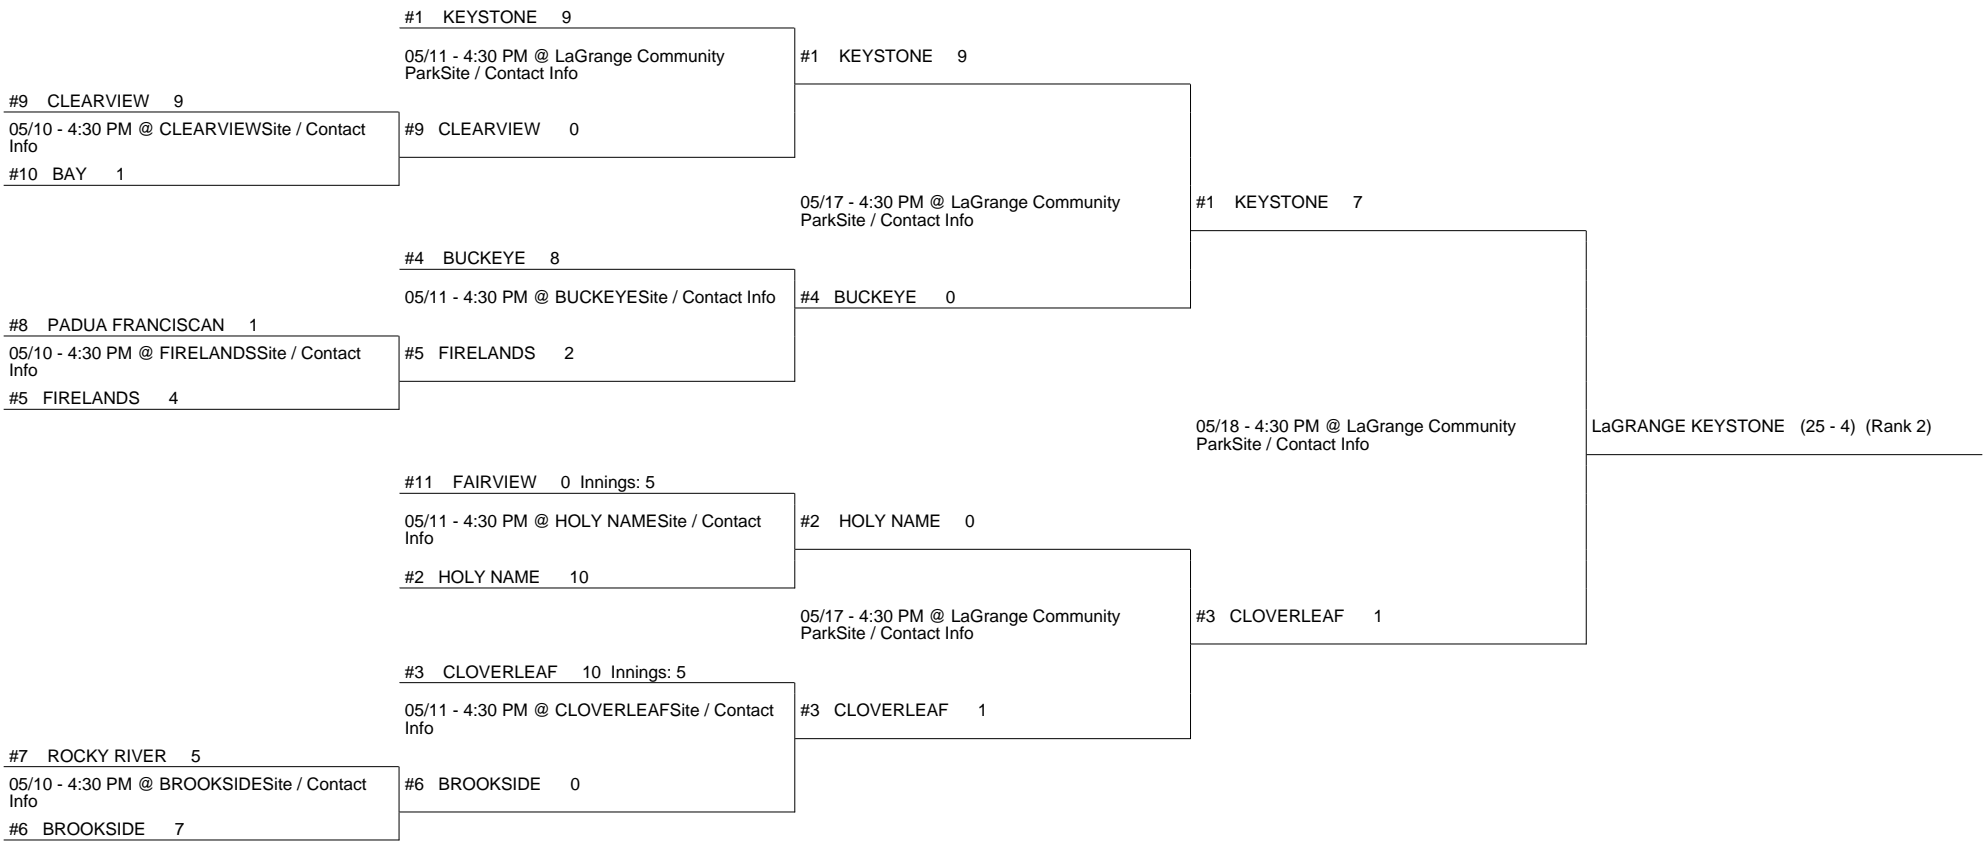 #1 KEYSTONE 9
05/11 - 4:30 PM @ LaGrange Community
ParkSite / Contact Info
#1 KEYSTONE 9
#9 CLEARVIEW 9
05/10 - 4:30 PM @ CLEARVIEWSite / Contact
Info
#9 CLEARVIEW 0
#10 BAY 1
05/17 - 4:30 PM @ LaGrange Community
ParkSite / Contact Info
#1 KEYSTONE 7
#4 BUCKEYE 8
05/11 - 4:30 PM @ BUCKEYESite / Contact Info
#4 BUCKEYE 0
#8 PADUA FRANCISCAN 1
05/10 - 4:30 PM @ FIRELANDSSite / Contact
Info
#5 FIRELANDS 2
#5 FIRELANDS 4
05/18 - 4:30 PM @ LaGrange Community
ParkSite / Contact Info
LaGRANGE KEYSTONE (25 - 4) (Rank 2)
#11 FAIRVIEW 0 Innings: 5
05/11 - 4:30 PM @ HOLY NAMESite / Contact
Info
#2 HOLY NAME 0
#2 HOLY NAME 10
05/17 - 4:30 PM @ LaGrange Community
ParkSite / Contact Info
#3 CLOVERLEAF 1
#3 CLOVERLEAF 10 Innings: 5
05/11 - 4:30 PM @ CLOVERLEAFSite / Contact
Info
#3 CLOVERLEAF 1
#7 ROCKY RIVER 5
05/10 - 4:30 PM @ BROOKSIDESite / Contact
Info
#6 BROOKSIDE 0
#6 BROOKSIDE 7